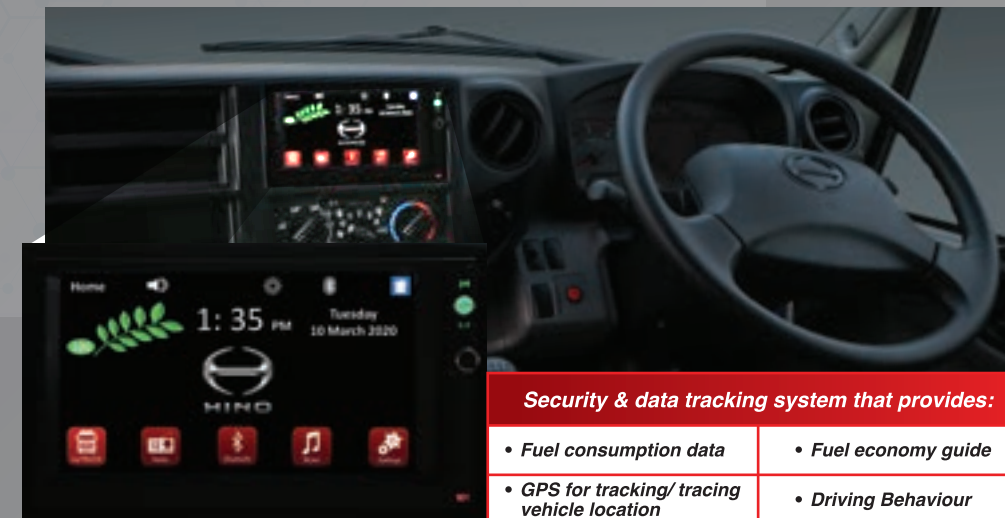 Home
1: 35 PM
Tuesday
10 March 2020
HINO
Security & data tracking system that provides:
• Fuel consumption data
• Fuel economy guide
• GPS for tracking/ tracing
vehicle location
• Driving Behaviour